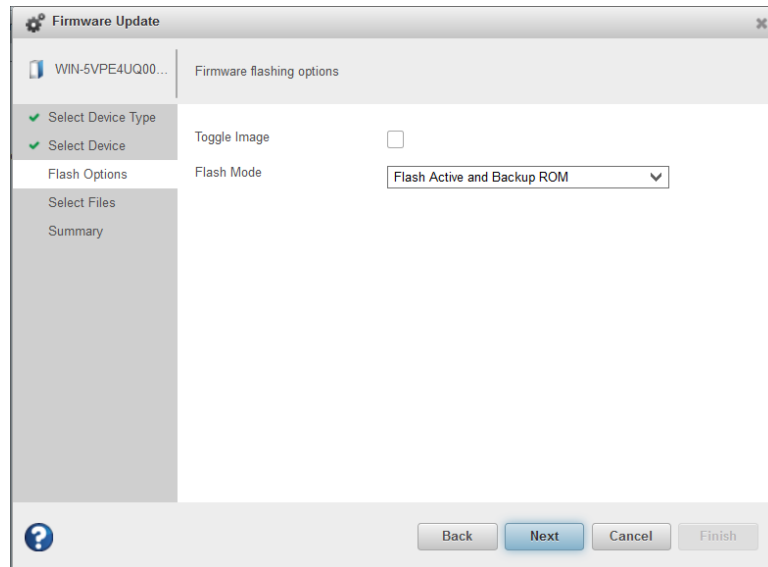 Firmware Update
WIN-5VPE4UQ00...
Firmware flashing options
Select Device Type
Select Device
Flash Options
Select Files
Summary
Toggle Image
Flash Mode
Flash Active and Backup ROM
?
Back
Next
Cancel
Finish